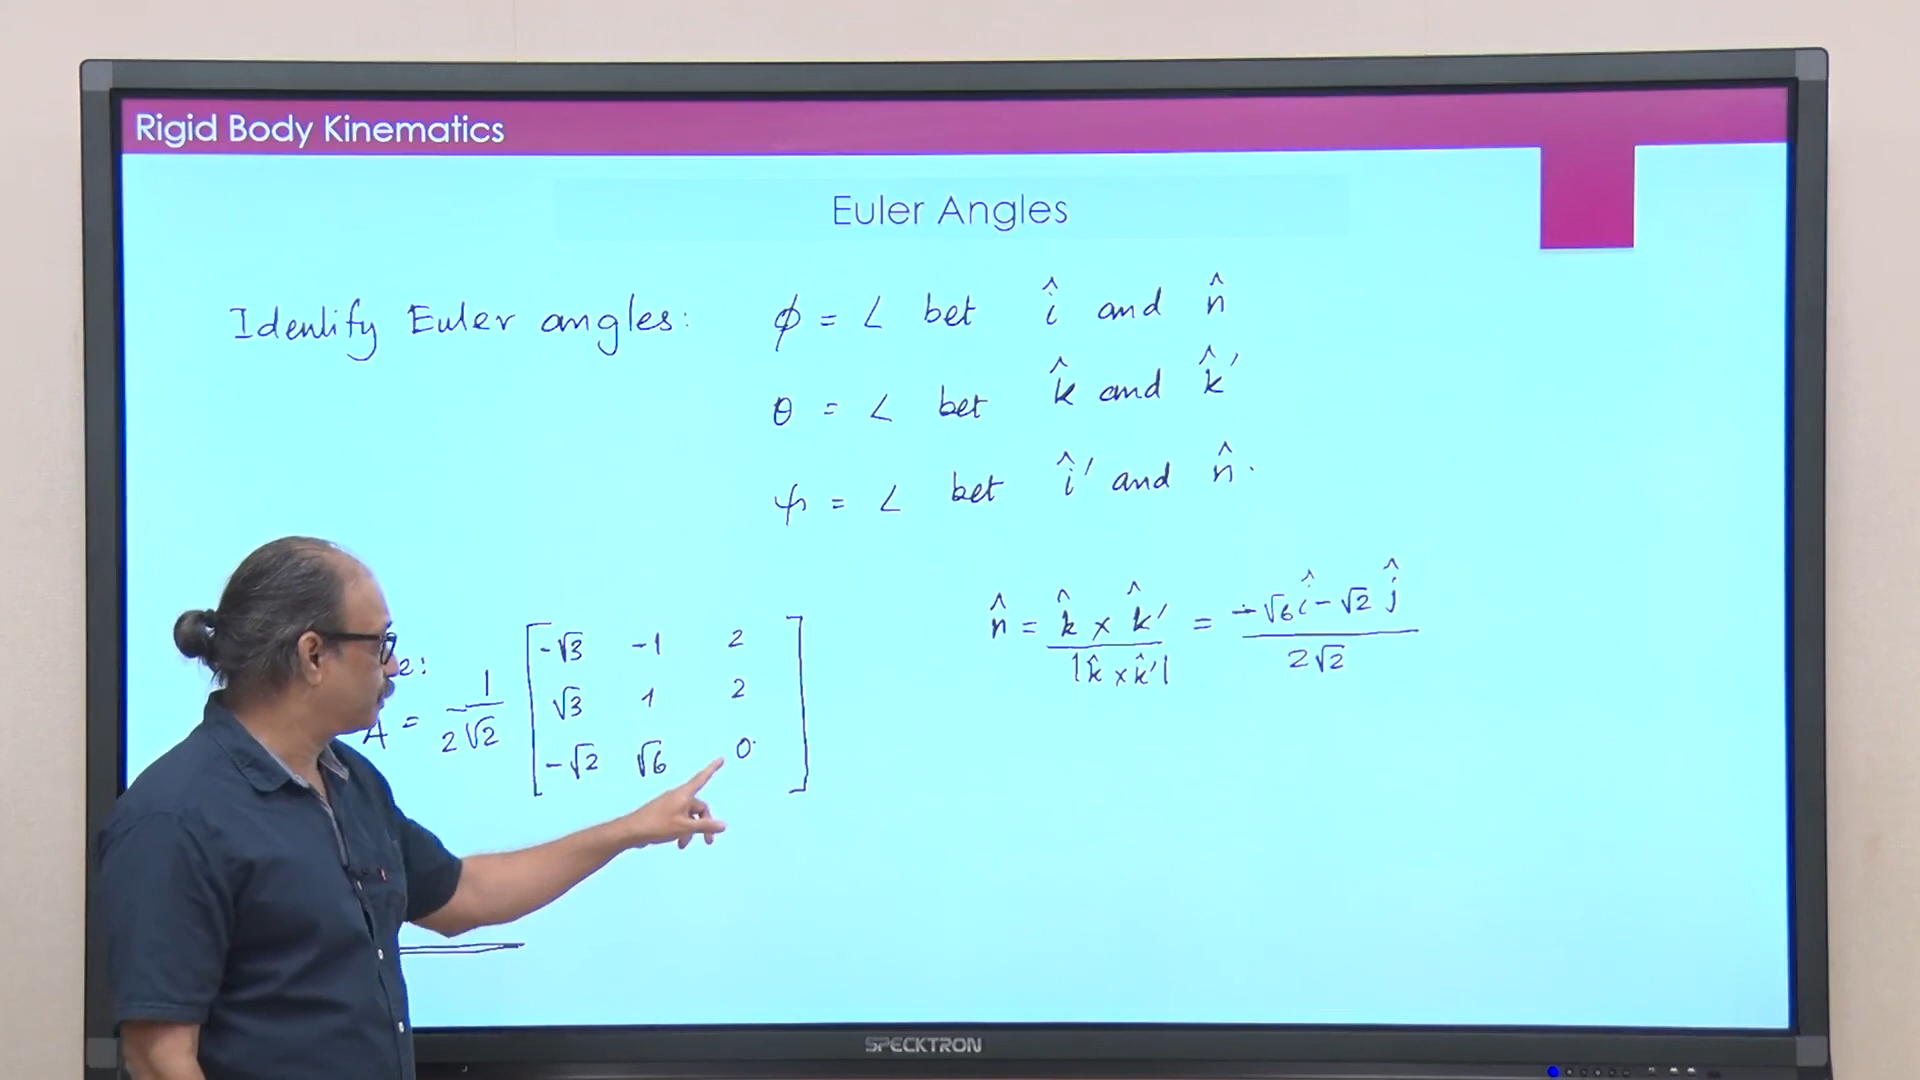 Rigid Body Kinematics
Euler Angles
Identify Euler angles: ϕ = ∠ bet î and n̂
θ = ∠ bet k̂ and k̂′
ψ = ∠ bet î′ and n̂.
A = 1/(2√2) [ -√3 -1 2
√3 1 2
-√2 √6 0 ]
n̂ = (k̂ × k̂′)/|k̂ × k̂′| = (-√6 î - √2 ĵ)/(2√2)
SPECKTRON